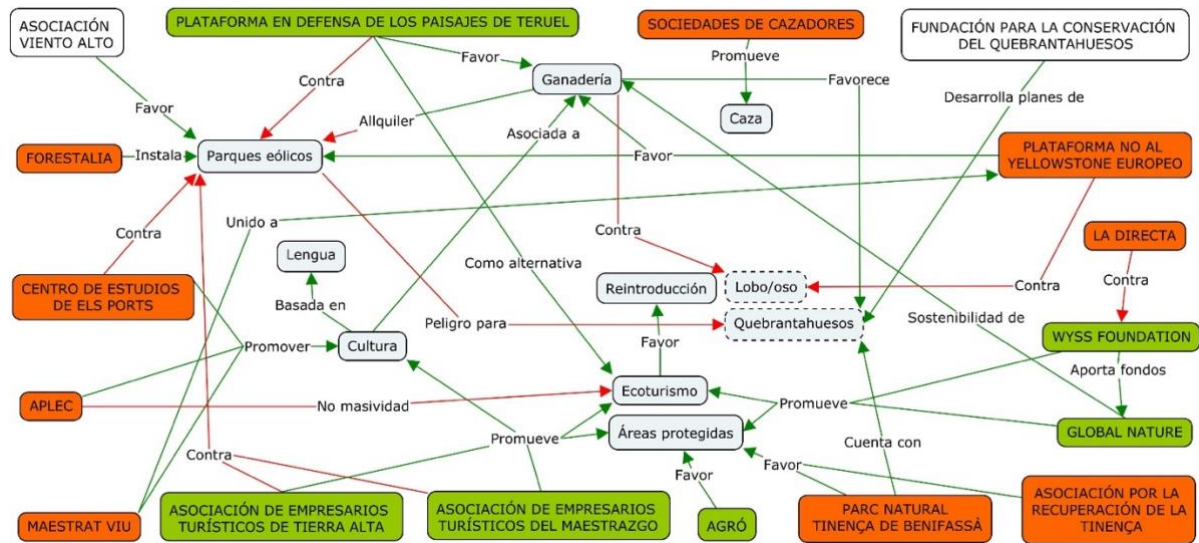 ASOCIACIÓN
VIENTO ALTO
PLATAFORMA EN DEFENSA DE LOS PAISAJES DE TERUEL
SOCIEDADES DE CAZADORES
FUNDACIÓN PARA LA CONSERVACIÓN
DEL QUEBRANTAHUESOS
Favor
Promueve
Contra
Ganadería
Favorece
Desarrolla planes de
Favor
Allquiler
Caza
Asociada a
FORESTALIA
Instala
Parques eólicos
Favor
PLATAFORMA NO AL
YELLOWSTONE EUROPEO
Unido a
Contra
Contra
LA DIRECTA
Lengua
Como alternativa
CENTRO DE ESTUDIOS
DE ELS PORTS
Reintroducción
Lobo/oso
Contra
Contra
Basada en
Peligro para
Quebrantahuesos
Sostenibilidad de
Promover
Cultura
Favor
WYSS FOUNDATION
Aporta fondos
APLEC
No masividad
Ecoturismo
Promueve
GLOBAL NATURE
Promueve
Áreas protegidas
Cuenta con
Contra
Favor
Favor
MAESTRAT VIU
ASOCIACIÓN DE EMPRESARIOS
TURÍSTICOS DE TIERRA ALTA
ASOCIACIÓN DE EMPRESARIOS
TURÍSTICOS DEL MAESTRAZGO
AGRÓ
PARC NATURAL
TINENÇA DE BENIFASSÀ
ASOCIACIÓN POR LA
RECUPERACIÓN DE LA
TINENÇA